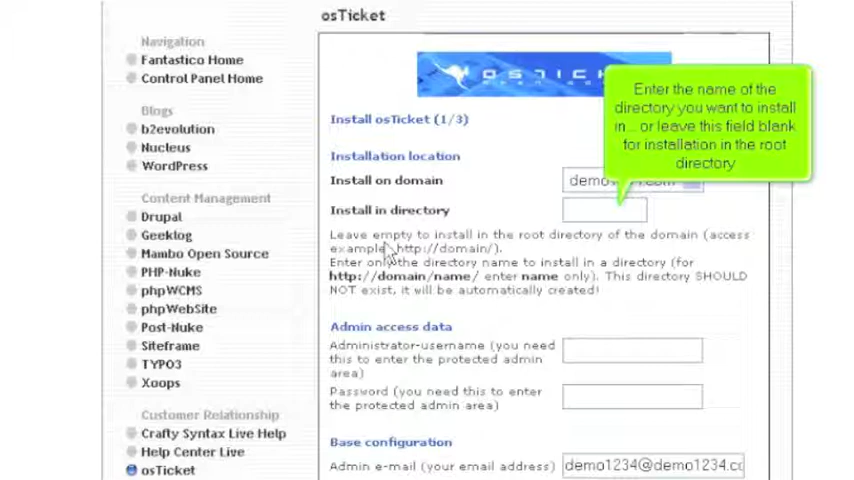 osTicket
Navigation
Fantastico Home
Control Panel Home
Blogs
b2evolution
Nucleus
WordPress
Content Management
Drupal
Geeklog
Mambo Open Source
PHP-Nuke
phpWCMS
phpWebSite
Post-Nuke
Siteframe
TYPO3
Xoops
Customer Relationship
Crafty Syntax Live Help
Help Center Live
osTicket
Enter the name of the
directory you want to install
in... or leave this field blank
for installation in the root
directory
Install osTicket (1/3)
Installation location
Install on domain
Install in directory
Leave empty to install in the root directory of the domain (access
example: http://domain/).
Enter only the directory name to install in a directory (for
http://domain/name/ enter name only). This directory SHOULD
NOT exist, it will be automatically created!
Admin access data
Administrator-username (you need
this to enter the protected admin
area)
Password (you need this to enter
the protected admin area)
Base configuration
Admin e-mail (your email address)
demo1234@demo1234.cc